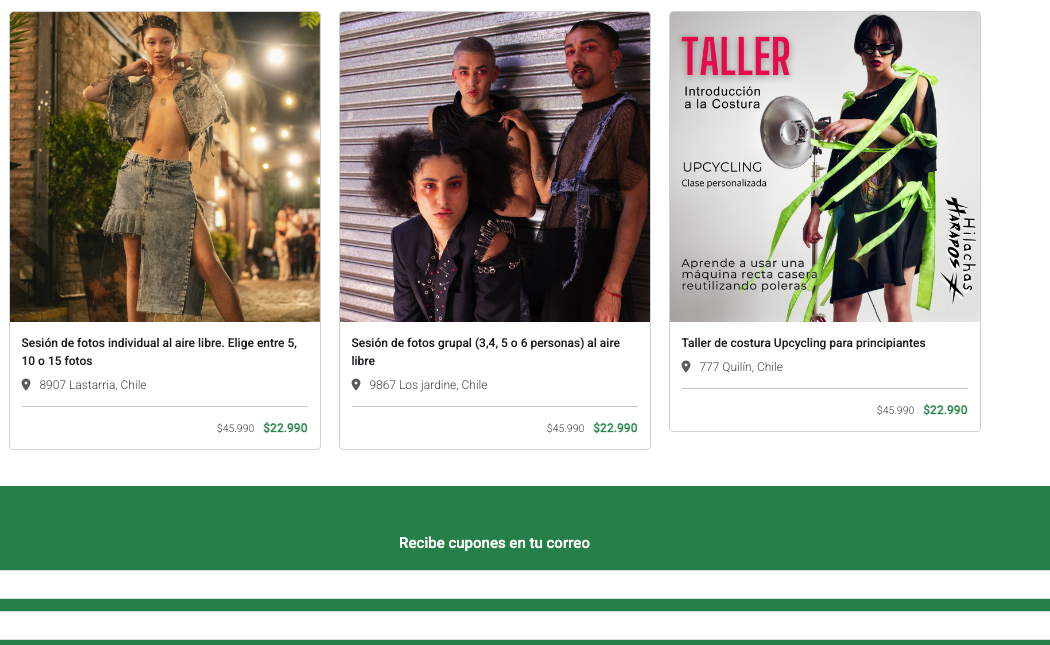 TALLER
Introducción
a la Costura
UPCYCLING
Clase personalizada
Aprende a usar una
máquina recta casera
reutilizando poleras
Hilachas
HARAPOS
Sesión de fotos individual al aire libre. Elige entre 5,
10 o 15 fotos
8907 Lastarria, Chile
$45.990 $22.990
Sesión de fotos grupal (3,4, 5 o 6 personas) al aire
libre
9867 Los jardine, Chile
$45.990 $22.990
Taller de costura Upcycling para principiantes
777 Quilín, Chile
$45.990 $22.990
Recibe cupones en tu correo